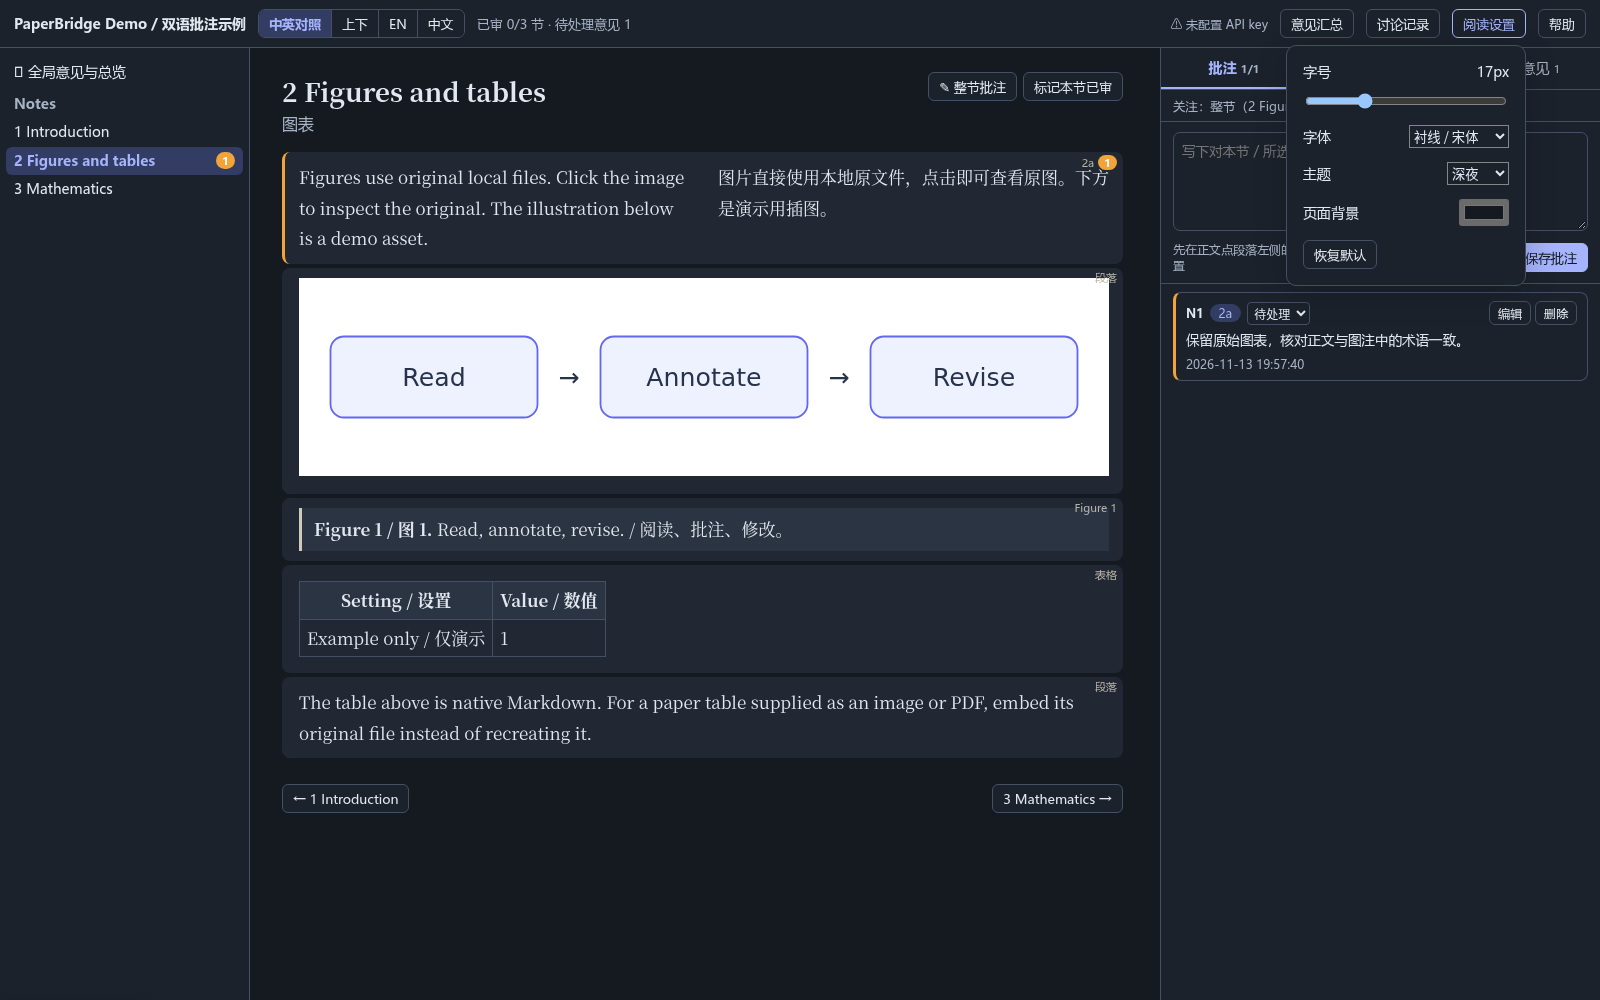 PaperBridge Demo / 双语批注示例
中英对照 上下 EN 中文
已审 0/3 节 · 待处理意见 1
⚠ 未配置 API key
意见汇总 讨论记录 阅读设置 帮助
全局意见与总览
Notes
1 Introduction
2 Figures and tables 1
3 Mathematics
2 Figures and tables
图表
✎ 整节批注 标记本节已审
2a 1
Figures use original local files. Click the image
to inspect the original. The illustration below
is a demo asset.
图片直接使用本地原文件，点击即可查看原图。下方
是演示用插图。
段落
Read → Annotate → Revise
Figure 1
Figure 1 / 图 1. Read, annotate, revise. / 阅读、批注、修改。
表格
Setting / 设置 Value / 数值
Example only / 仅演示 1
段落
The table above is native Markdown. For a paper table supplied as an image or PDF, embed its
original file instead of recreating it.
← 1 Introduction 3 Mathematics →
批注 1/1
意见 1
关注：整节（2 Figu
写下对本节 / 所选
先在正文点段落左侧
置
保存批注
字号 17px
字体 衬线 / 宋体
主题 深夜
页面背景
恢复默认
N1 2a 待处理 编辑 删除
保留原始图表，核对正文与图注中的术语一致。
2026-11-13 19:57:40